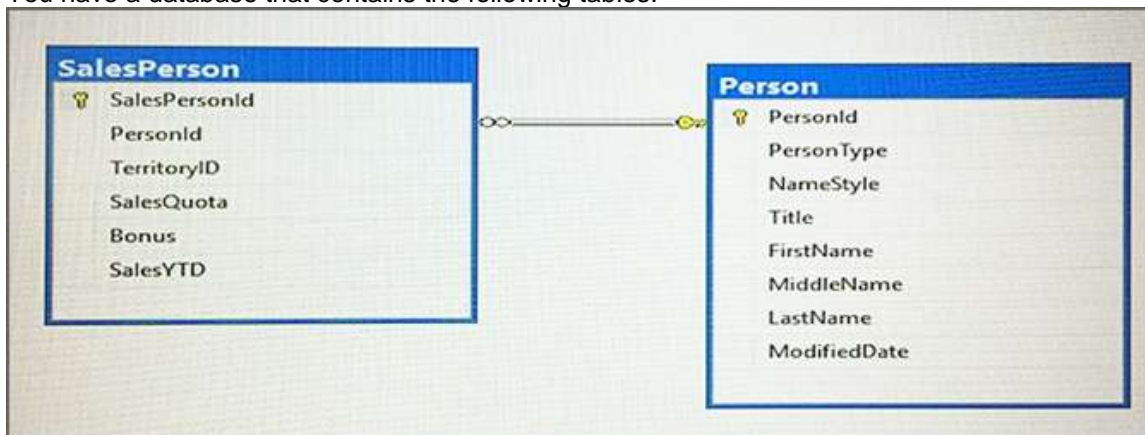 You have a database that contains the following tables.
SalesPerson
SalesPersonId
PersonId
TerritoryID
SalesQuota
Bonus
SalesYTD
Person
PersonId
PersonType
NameStyle
Title
FirstName
MiddleName
LastName
ModifiedDate